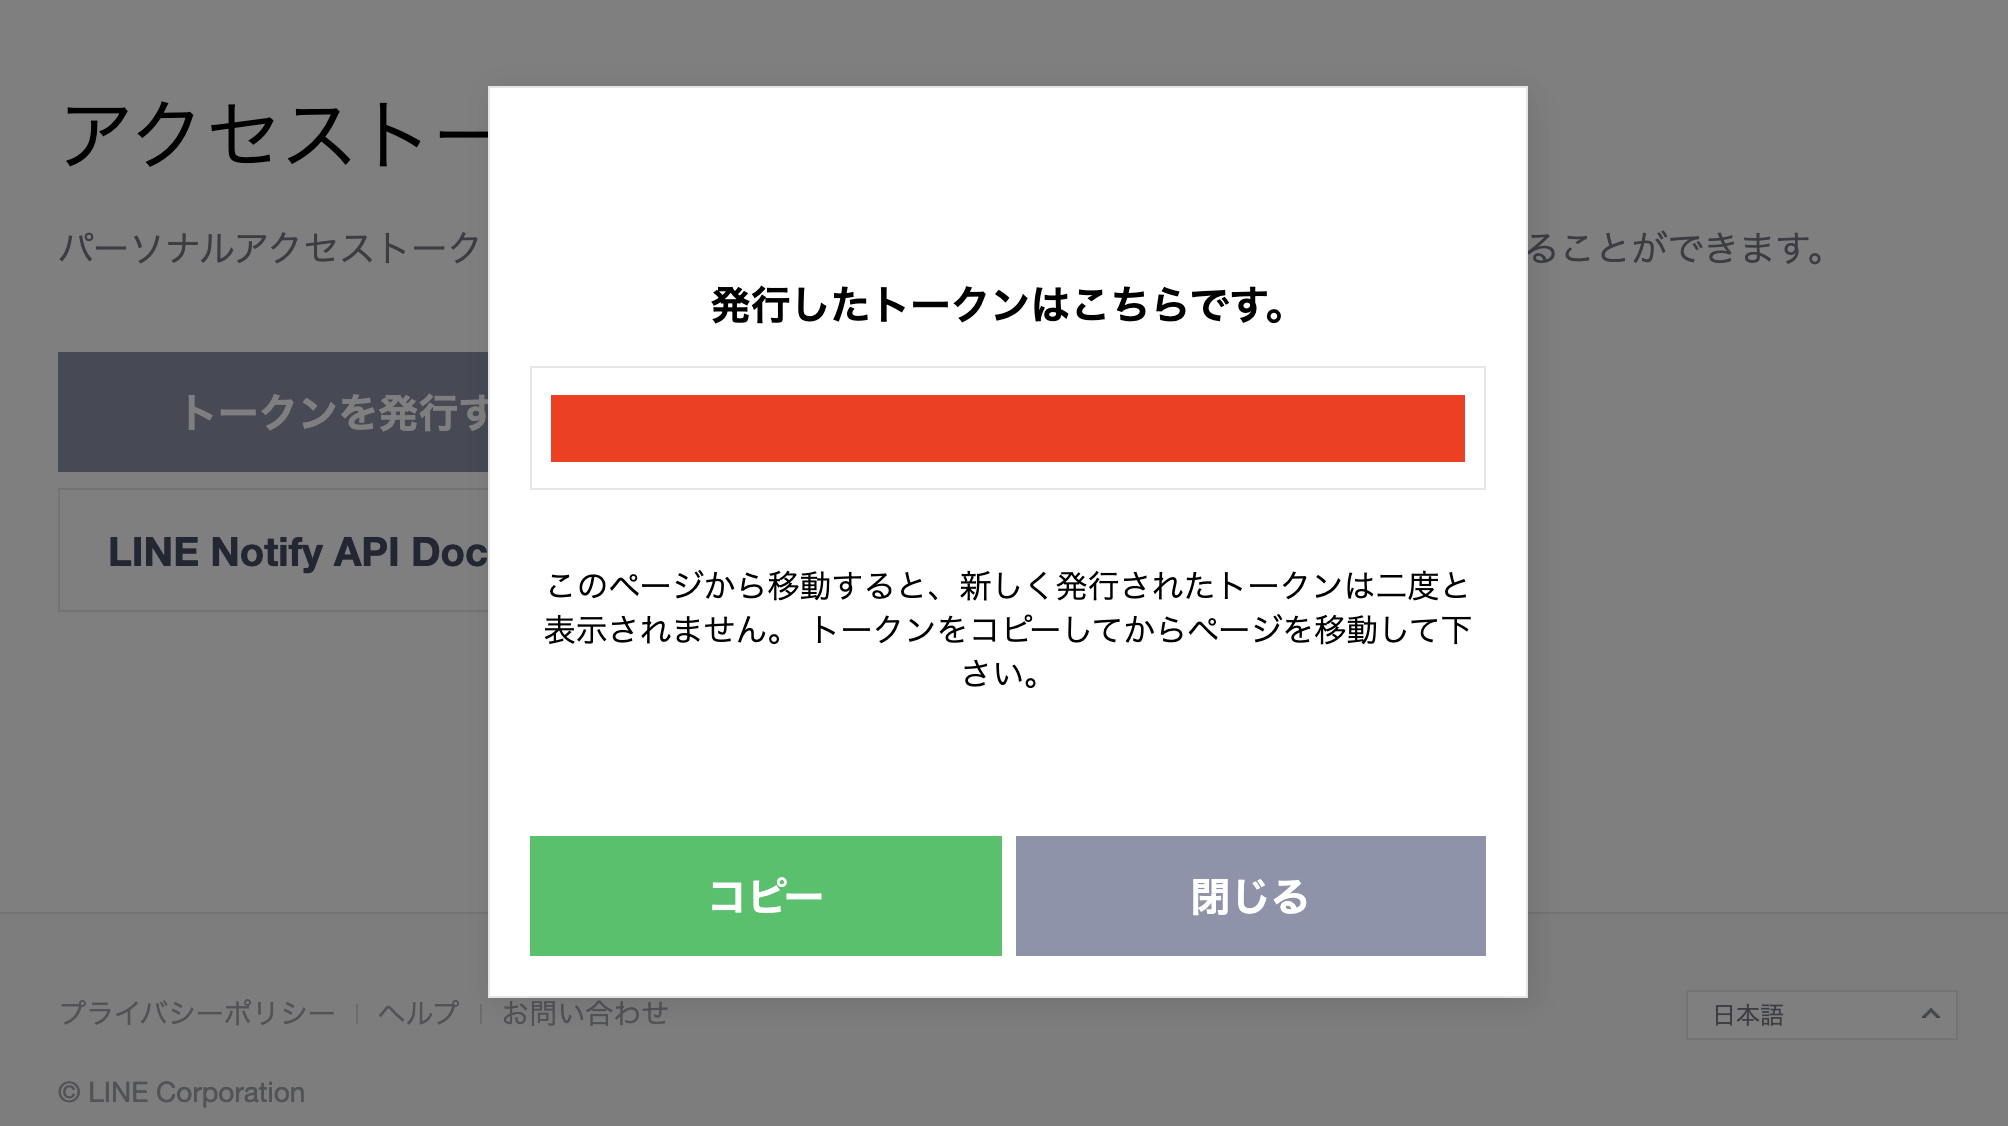 アクセストー
パーソナルアクセストーク
ることができます。
トークンを発行す
LINE Notify API Doc
発行したトークンはこちらです。
このページから移動すると、新しく発行されたトークンは二度と
表示されません。 トークンをコピーしてからページを移動して下
さい。
コピー
閉じる
プライバシーポリシー
ヘルプ
お問い合わせ
日本語
© LINE Corporation